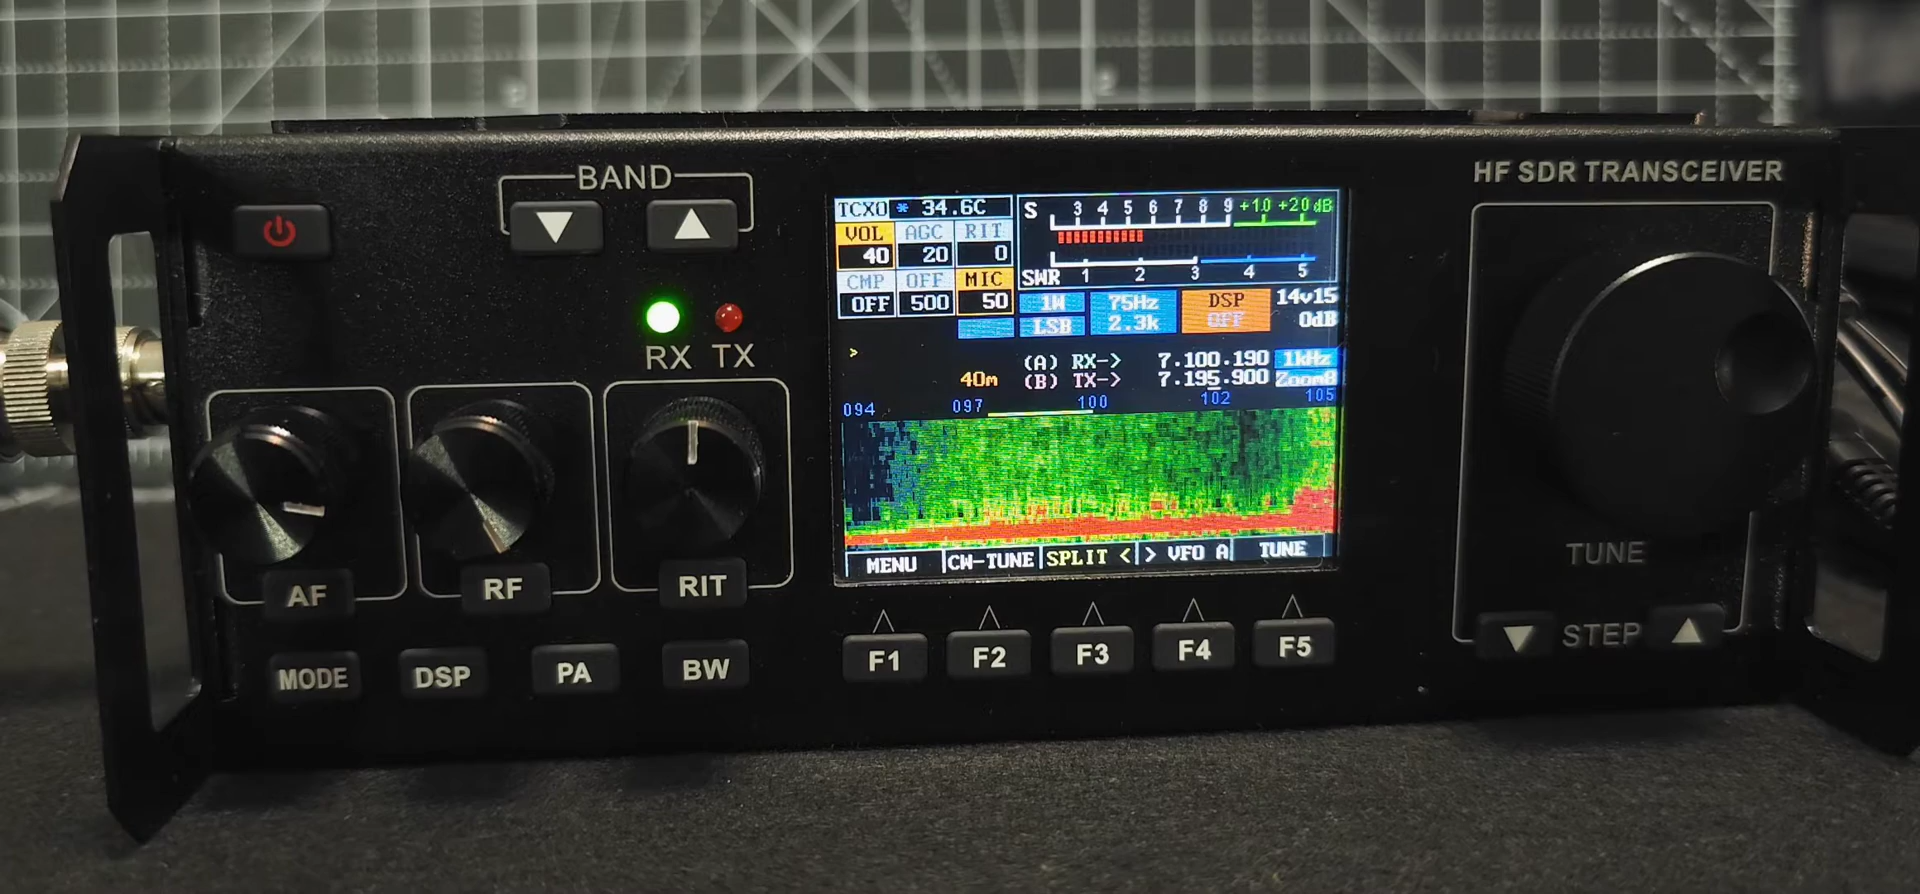 BAND
HF SDR TRANSCEIVER
RX TX
AF
RF
RIT
MODE
DSP
PA
BW
TCXO * 34.6C
VOL AGC RIT
40 20 0
CMP OFF MIC
OFF 500 50
S 3 4 5 6 7 8 9 +10 +20 dB
SWR 1 2 3 4 5
1W 75Hz DSP 14v15
LSB 2.3k OFF 0dB
>
(A) RX-> 7.100.190 1kHz
40m (B) TX-> 7.195.900 Zoom8
094 097 100 102 105
MENU CW-TUNE SPLIT < > VFO A TUNE
F1 F2 F3 F4 F5
TUNE
STEP